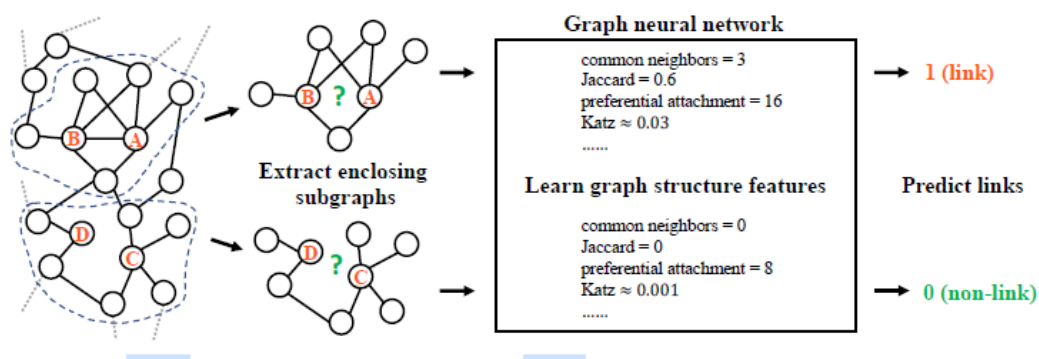 B
A
D
C
B
?
A
Extract enclosing
subgraphs
D
?
C
Graph neural network
common neighbors = 3
Jaccard = 0.6
preferential attachment = 16
Katz ≈ 0.03
......
Learn graph structure features
common neighbors = 0
Jaccard = 0
preferential attachment = 8
Katz ≈ 0.001
......
1 (link)
Predict links
0 (non-link)